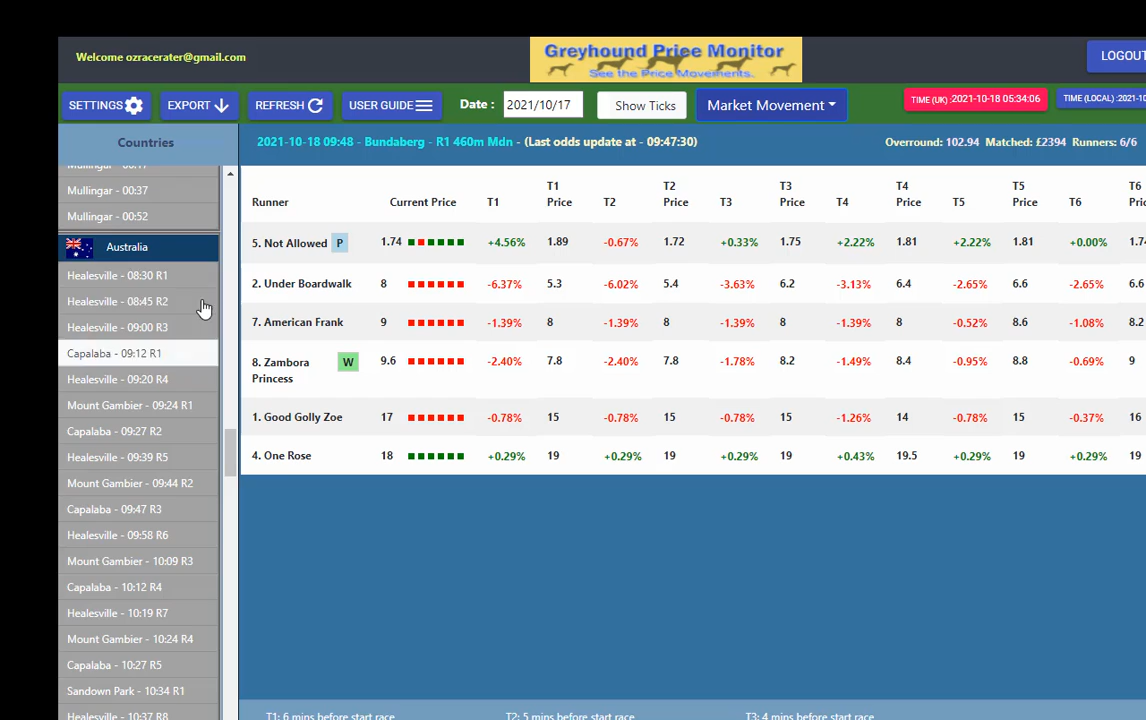 Welcome ozracerater@gmail.com
Greyhound Price Monitor
See the Price Movements.
LOGOUT
SETTINGS EXPORT REFRESH USER GUIDE Date : 2021/10/17 Show Ticks Market Movement
TIME (UK) :2021-10-18 05:34:06
TIME (LOCAL) :2021-10
Countries
2021-10-18 09:48 - Bundaberg - R1 460m Mdn - (Last odds update at - 09:47:30)
Overround: 102.94 Matched: £2394 Runners: 6/6
Mullingar - 00:37
Mullingar - 00:52
Australia
Healesville - 08:30 R1
Healesville - 08:45 R2
Healesville - 09:00 R3
Capalaba - 09:12 R1
Healesville - 09:20 R4
Mount Gambier - 09:24 R1
Capalaba - 09:27 R2
Healesville - 09:39 R5
Mount Gambier - 09:44 R2
Capalaba - 09:47 R3
Healesville - 09:58 R6
Mount Gambier - 10:09 R3
Capalaba - 10:12 R4
Healesville - 10:19 R7
Mount Gambier - 10:24 R4
Capalaba - 10:27 R5
Sandown Park - 10:34 R1
Healesville - 10:37 R8
Runner Current Price T1 T1 Price T2 T2 Price T3 T3 Price T4 T4 Price T5 T5 Price T6 T6
5. Not Allowed P 1.74 +4.56% 1.89 -0.67% 1.72 +0.33% 1.75 +2.22% 1.81 +2.22% 1.81 +0.00% 1.74
2. Under Boardwalk 8 -6.37% 5.3 -6.02% 5.4 -3.63% 6.2 -3.13% 6.4 -2.65% 6.6 -2.65% 6.6
7. American Frank 9 -1.39% 8 -1.39% 8 -1.39% 8 -1.39% 8 -0.52% 8.6 -1.08% 8.2
8. Zambora Princess W 9.6 -2.40% 7.8 -2.40% 7.8 -1.78% 8.2 -1.49% 8.4 -0.95% 8.8 -0.69% 9
1. Good Golly Zoe 17 -0.78% 15 -0.78% 15 -0.78% 15 -1.26% 14 -0.78% 15 -0.37% 16
4. One Rose 18 +0.29% 19 +0.29% 19 +0.29% 19 +0.43% 19.5 +0.29% 19 +0.29% 19
T1: 6 mins before start race T2: 5 mins before start race T3: 4 mins before start race